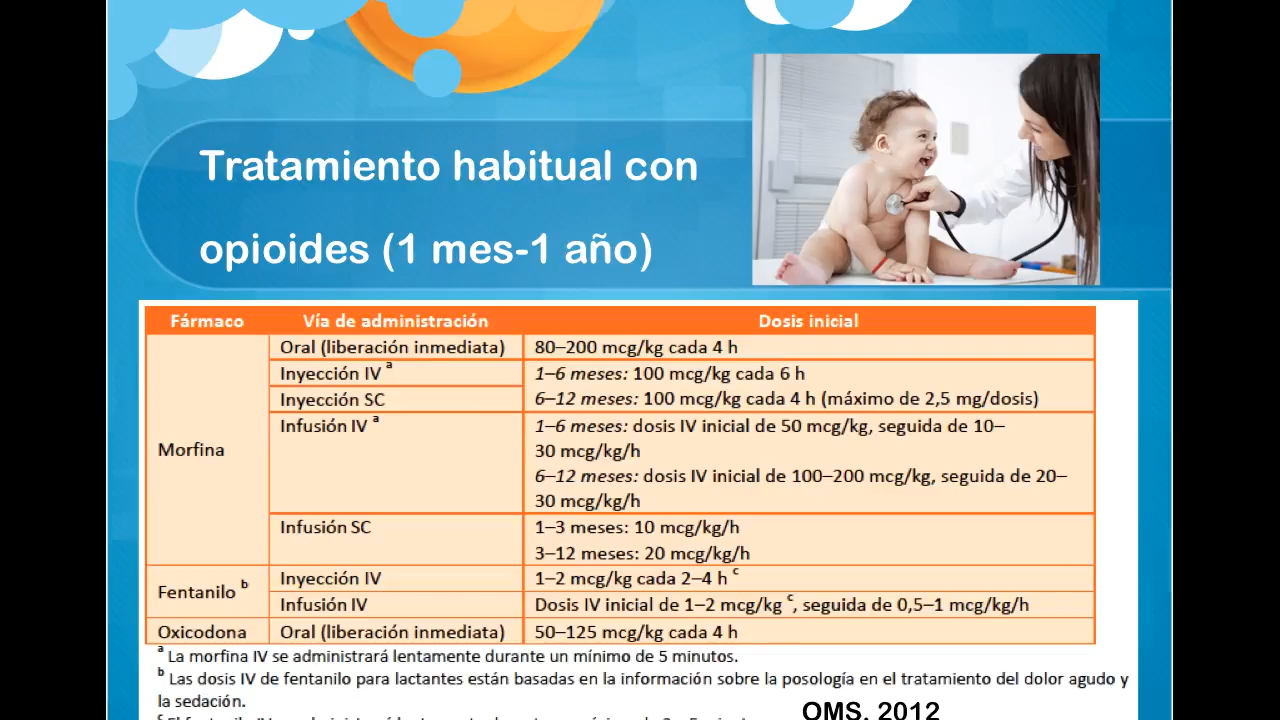 Tratamiento habitual con
opioides (1 mes-1 año)
Fármaco Vía de administración Dosis inicial
Morfina
Oral (liberación inmediata) 80–200 mcg/kg cada 4 h
Inyección IV a 1–6 meses: 100 mcg/kg cada 6 h
Inyección SC 6–12 meses: 100 mcg/kg cada 4 h (máximo de 2,5 mg/dosis)
Infusión IV a 1–6 meses: dosis IV inicial de 50 mcg/kg, seguida de 10–
30 mcg/kg/h
6–12 meses: dosis IV inicial de 100–200 mcg/kg, seguida de 20–
30 mcg/kg/h
Infusión SC 1–3 meses: 10 mcg/kg/h
3–12 meses: 20 mcg/kg/h
Fentanilo b
Inyección IV 1–2 mcg/kg cada 2–4 h c
Infusión IV Dosis IV inicial de 1–2 mcg/kg c, seguida de 0,5–1 mcg/kg/h
Oxicodona Oral (liberación inmediata) 50–125 mcg/kg cada 4 h
a La morfina IV se administrará lentamente durante un mínimo de 5 minutos.
b Las dosis IV de fentanilo para lactantes están basadas en la información sobre la posología en el tratamiento del dolor agudo y
la sedación.
OMS. 2012